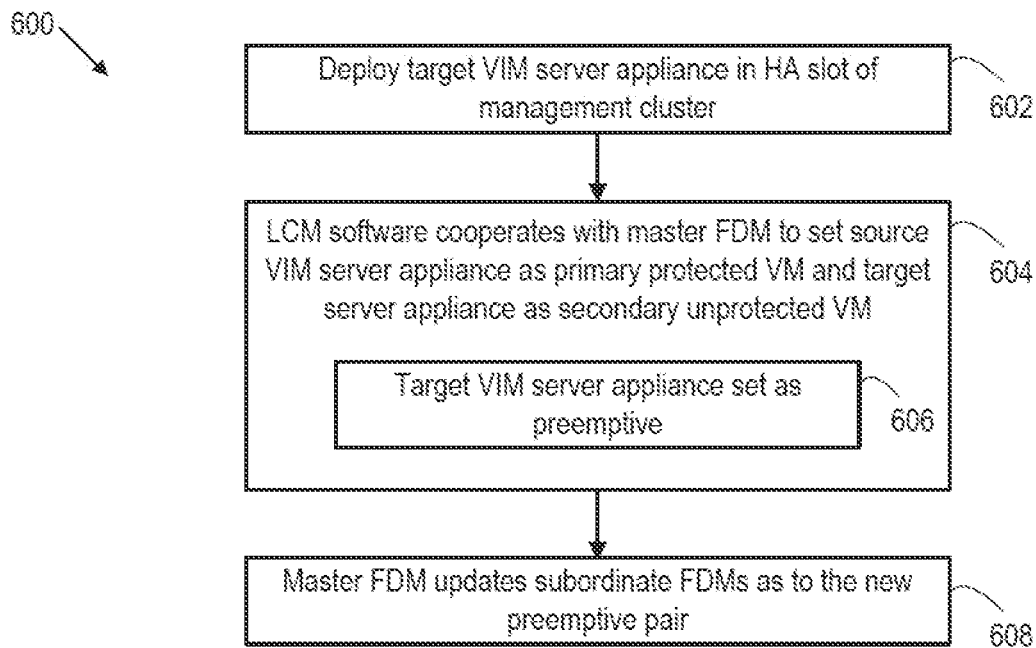 600
Deploy target VIM server appliance in HA slot of
management cluster
602
LCM software cooperates with master FDM to set source
VIM server appliance as primary protected VM and target
server appliance as secondary unprotected VM
604
Target VIM server appliance set as
preemptive
606
Master FDM updates subordinate FDMs as to the new
preemptive pair
608